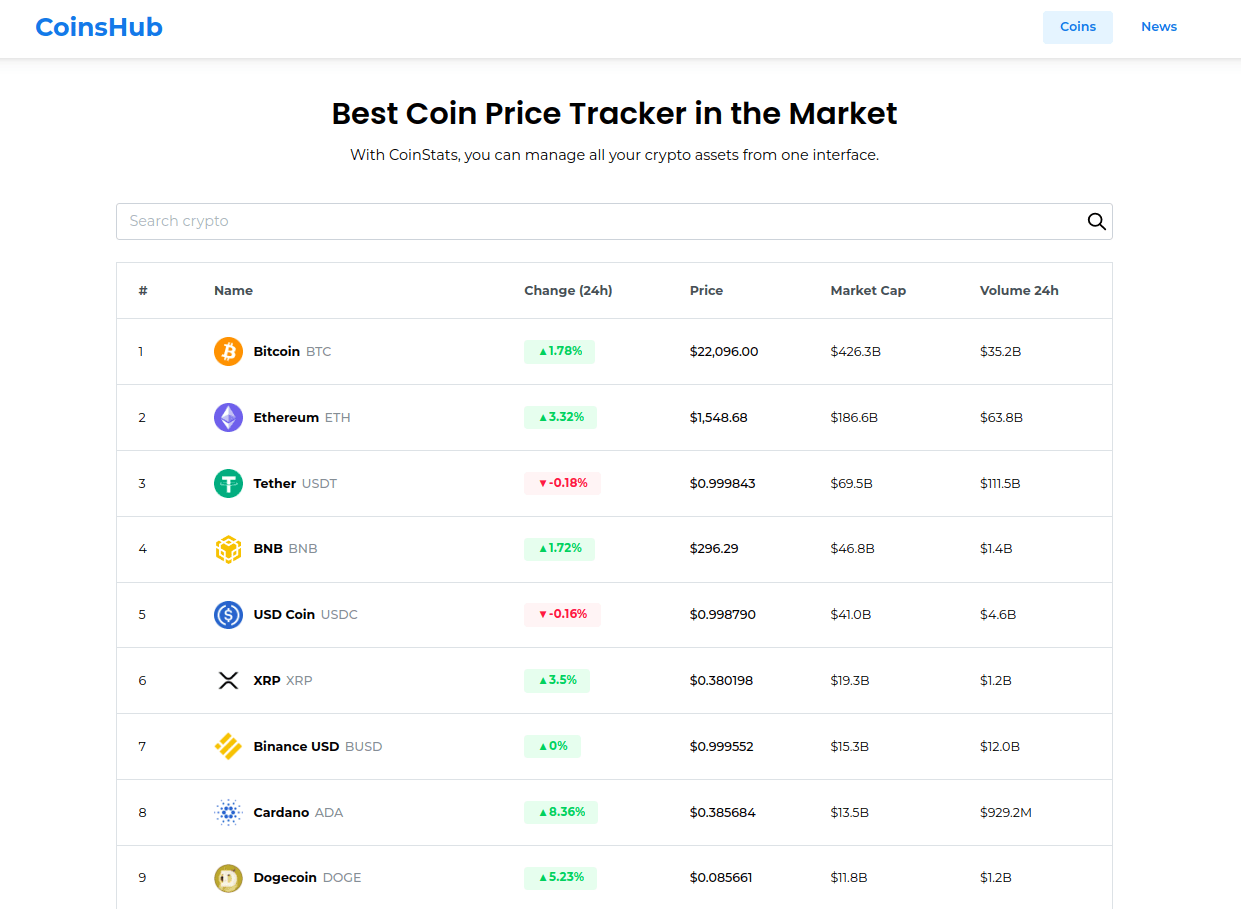 CoinsHub Coins News
Best Coin Price Tracker in the Market
With CoinStats, you can manage all your crypto assets from one interface.
Search crypto
# Name Change (24h) Price Market Cap Volume 24h
1 Bitcoin BTC ▲1.78% $22,096.00 $426.3B $35.2B
2 Ethereum ETH ▲3.32% $1,548.68 $186.6B $63.8B
3 Tether USDT ▼-0.18% $0.999843 $69.5B $111.5B
4 BNB BNB ▲1.72% $296.29 $46.8B $1.4B
5 USD Coin USDC ▼-0.16% $0.998790 $41.0B $4.6B
6 XRP XRP ▲3.5% $0.380198 $19.3B $1.2B
7 Binance USD BUSD ▲0% $0.999552 $15.3B $12.0B
8 Cardano ADA ▲8.36% $0.385684 $13.5B $929.2M
9 Dogecoin DOGE ▲5.23% $0.085661 $11.8B $1.2B